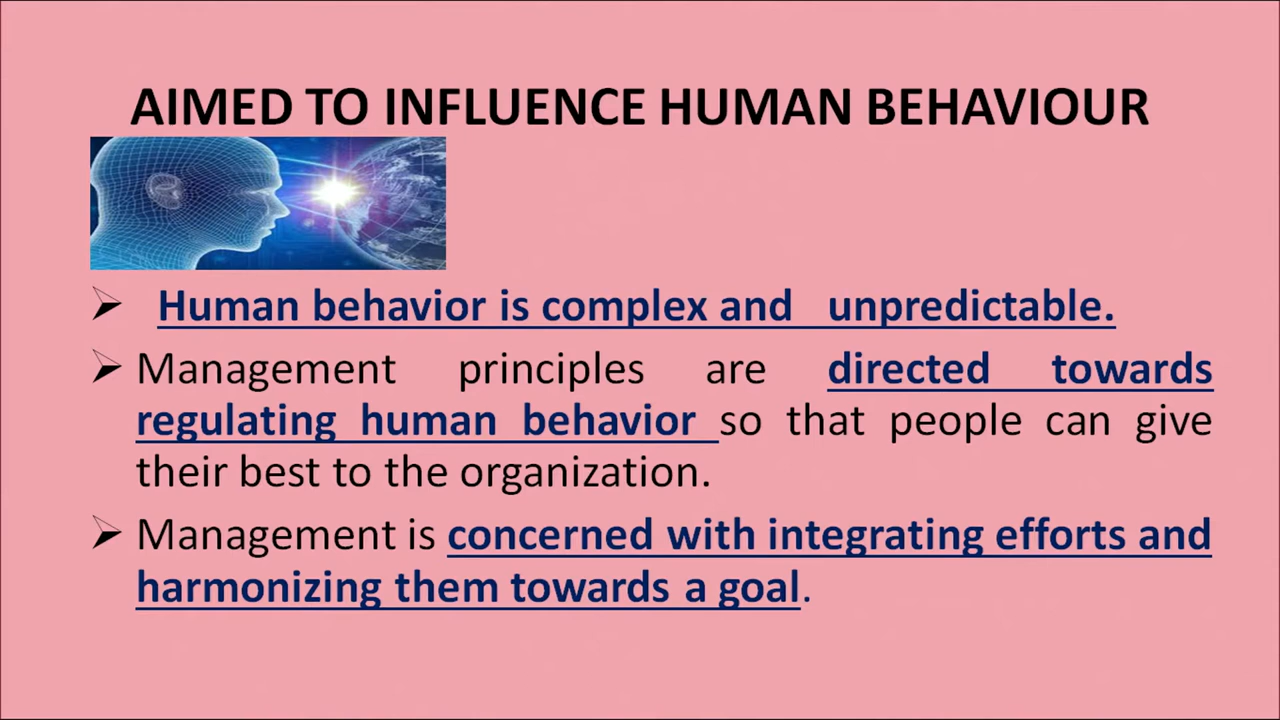 AIMED TO INFLUENCE HUMAN BEHAVIOUR
Human behavior is complex and unpredictable.
Management principles are directed towards
regulating human behavior so that people can give
their best to the organization.
Management is concerned with integrating efforts and
harmonizing them towards a goal.